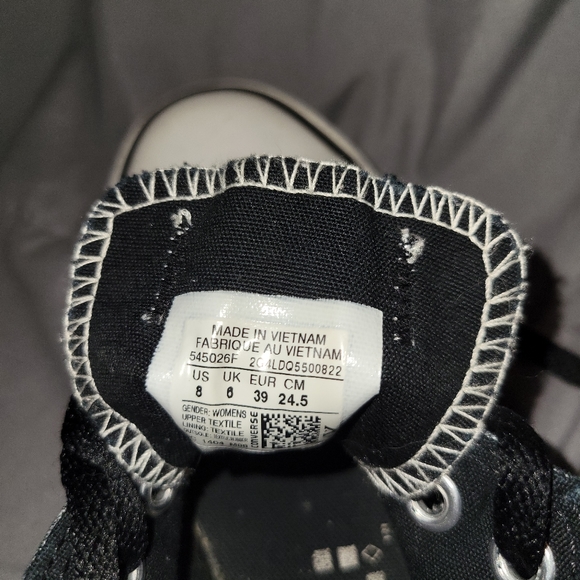 MADE IN VIETNAM
FABRIQUE AU VIETNAM
545026F 2C4LDQ5500822
US UK EUR CM
8 6 39 24.5
GENDER: WOMENS
UPPER TEXTILE
LINING: TEXTILE
CONVERSE